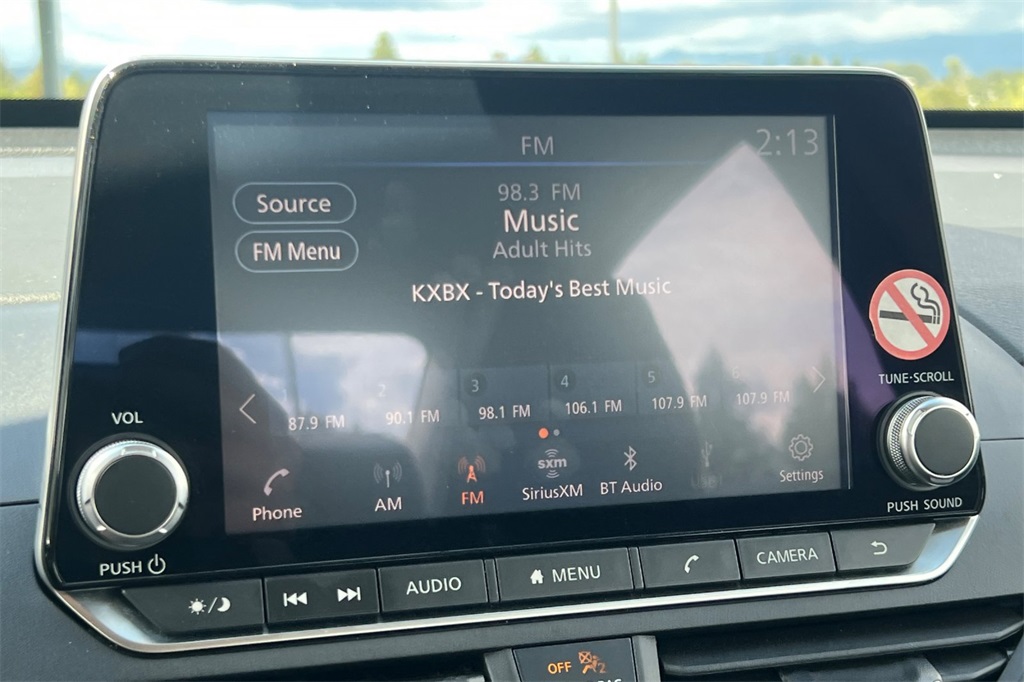 FM
2:13
Source
98.3 FM
Music
FM Menu
Adult Hits
KXBX - Today's Best Music
TUNE·SCROLL
VOL
1 2 3 4 5 6
87.9 FM 90.1 FM 98.1 FM 106.1 FM 107.9 FM 107.9 FM
Phone AM FM sxm SiriusXM BT Audio Settings
PUSH SOUND
PUSH
AUDIO MENU CAMERA
OFF 2